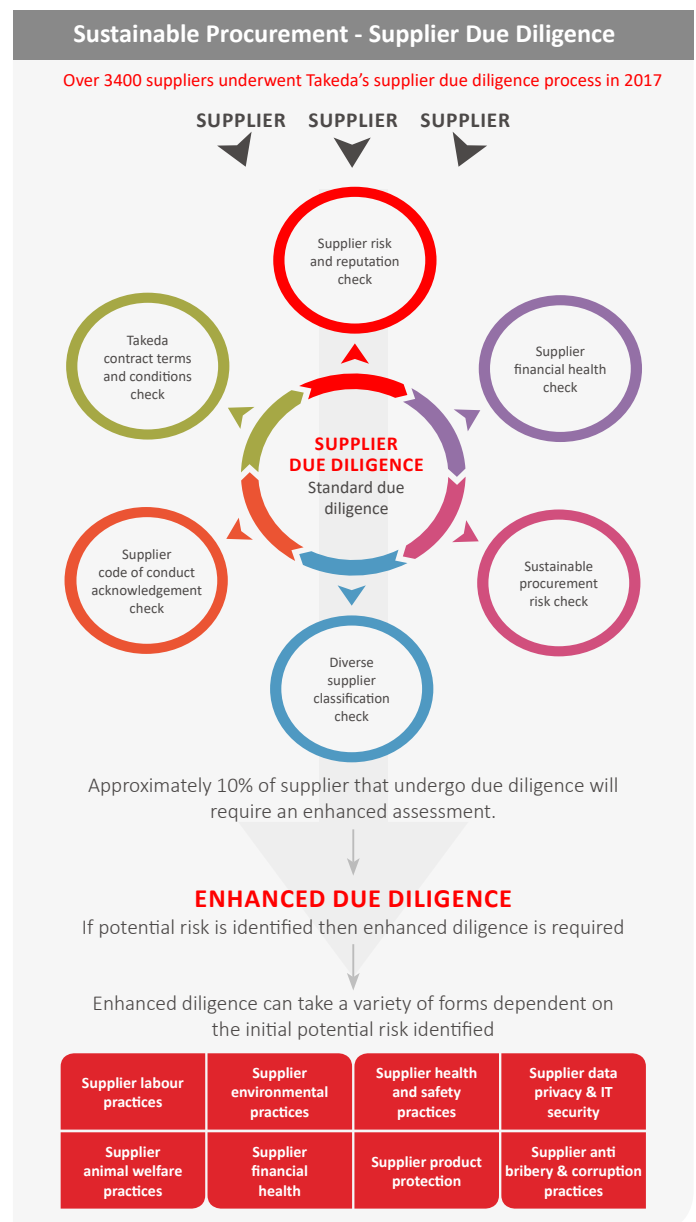 Sustainable Procurement - Supplier Due Diligence
Over 3400 suppliers underwent Takeda's supplier due diligence process in 2017
SUPPLIER SUPPLIER SUPPLIER
Supplier risk
and reputation
check
Takeda
contract terms
and conditions
check
Supplier
financial health
check
SUPPLIER
DUE DILIGENCE
Standard due
diligence
Supplier
code of conduct
acknowledgement
check
Sustainable
procurement
risk check
Diverse
supplier
classification
check
Approximately 10% of supplier that undergo due diligence will
require an enhanced assessment.
ENHANCED DUE DILIGENCE
If potential risk is identified then enhanced diligence is required
Enhanced diligence can take a variety of forms dependent on
the initial potential risk identified
Supplier labour
practices
Supplier
environmental
practices
Supplier health
and safety
practices
Supplier data
privacy & IT
security
Supplier
animal welfare
practices
Supplier
financial
health
Supplier product
protection
Supplier anti
bribery & corruption
practices